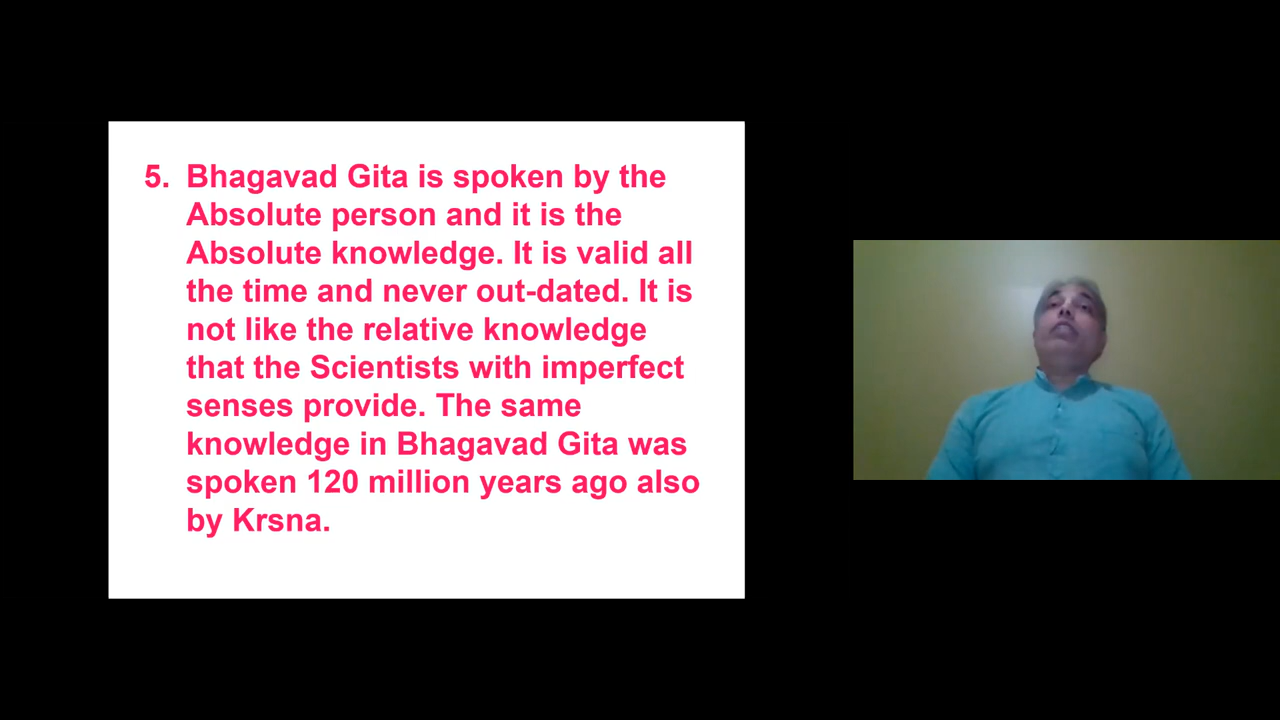 5. Bhagavad Gita is spoken by the
Absolute person and it is the
Absolute knowledge. It is valid all
the time and never out-dated. It is
not like the relative knowledge
that the Scientists with imperfect
senses provide. The same
knowledge in Bhagavad Gita was
spoken 120 million years ago also
by Krsna.